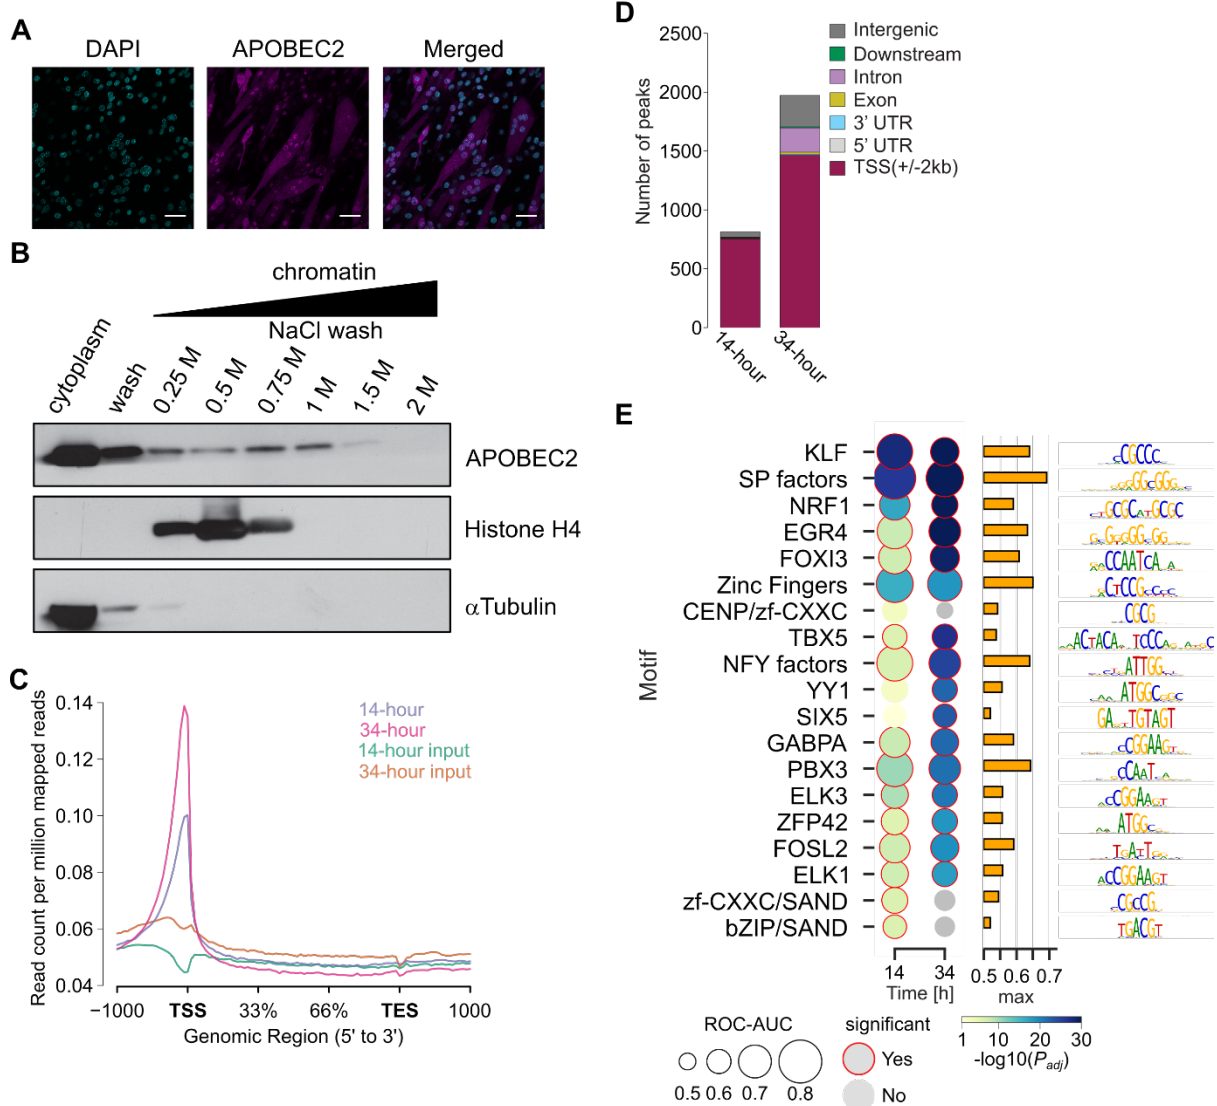 A
DAPI
APOBEC2
Merged
B
chromatin
NaCl wash
cytoplasm
wash
0.25 M
0.5 M
0.75 M
1 M
1.5 M
2 M
APOBEC2
Histone H4
αTubulin
C
Read count per million mapped reads
0.14
0.12
0.10
0.08
0.06
0.04
14-hour
34-hour
14-hour input
34-hour input
−1000
TSS
33%
66%
TES
1000
Genomic Region (5' to 3')
D
Number of peaks
2500
2000
1500
1000
500
0
14-hour
34-hour
Intergenic
Downstream
Intron
Exon
3' UTR
5' UTR
TSS(+/-2kb)
E
Motif
KLF
SP factors
NRF1
EGR4
FOXI3
Zinc Fingers
CENP/zf-CXXC
TBX5
NFY factors
YY1
SIX5
GABPA
PBX3
ELK3
ZFP42
FOSL2
ELK1
zf-CXXC/SAND
bZIP/SAND
14
34
Time [h]
0.5
0.6
0.7
max
ROC-AUC
0.5
0.6
0.7
0.8
significant
Yes
No
1
10
20
30
-log10(Padj)